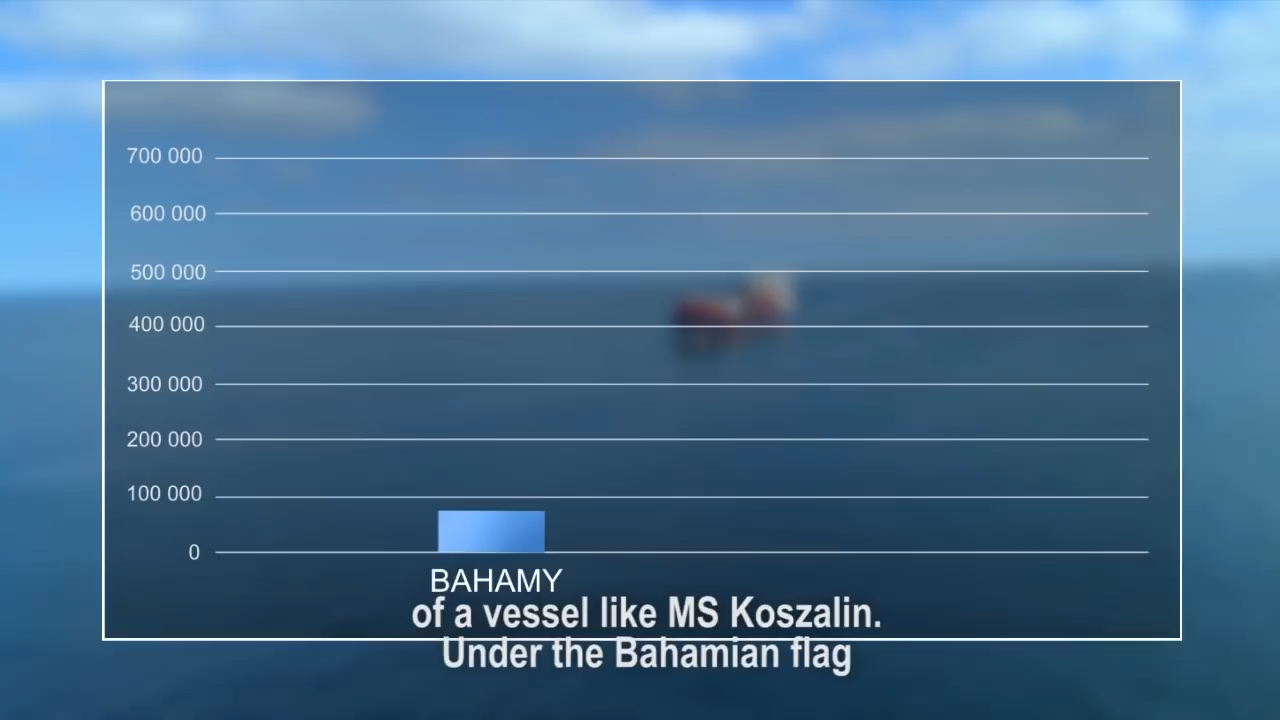 700 000
600 000
500 000
400 000
300 000
200 000
100 000
0
BAHAMY
of a vessel like MS Koszalin.
Under the Bahamian flag